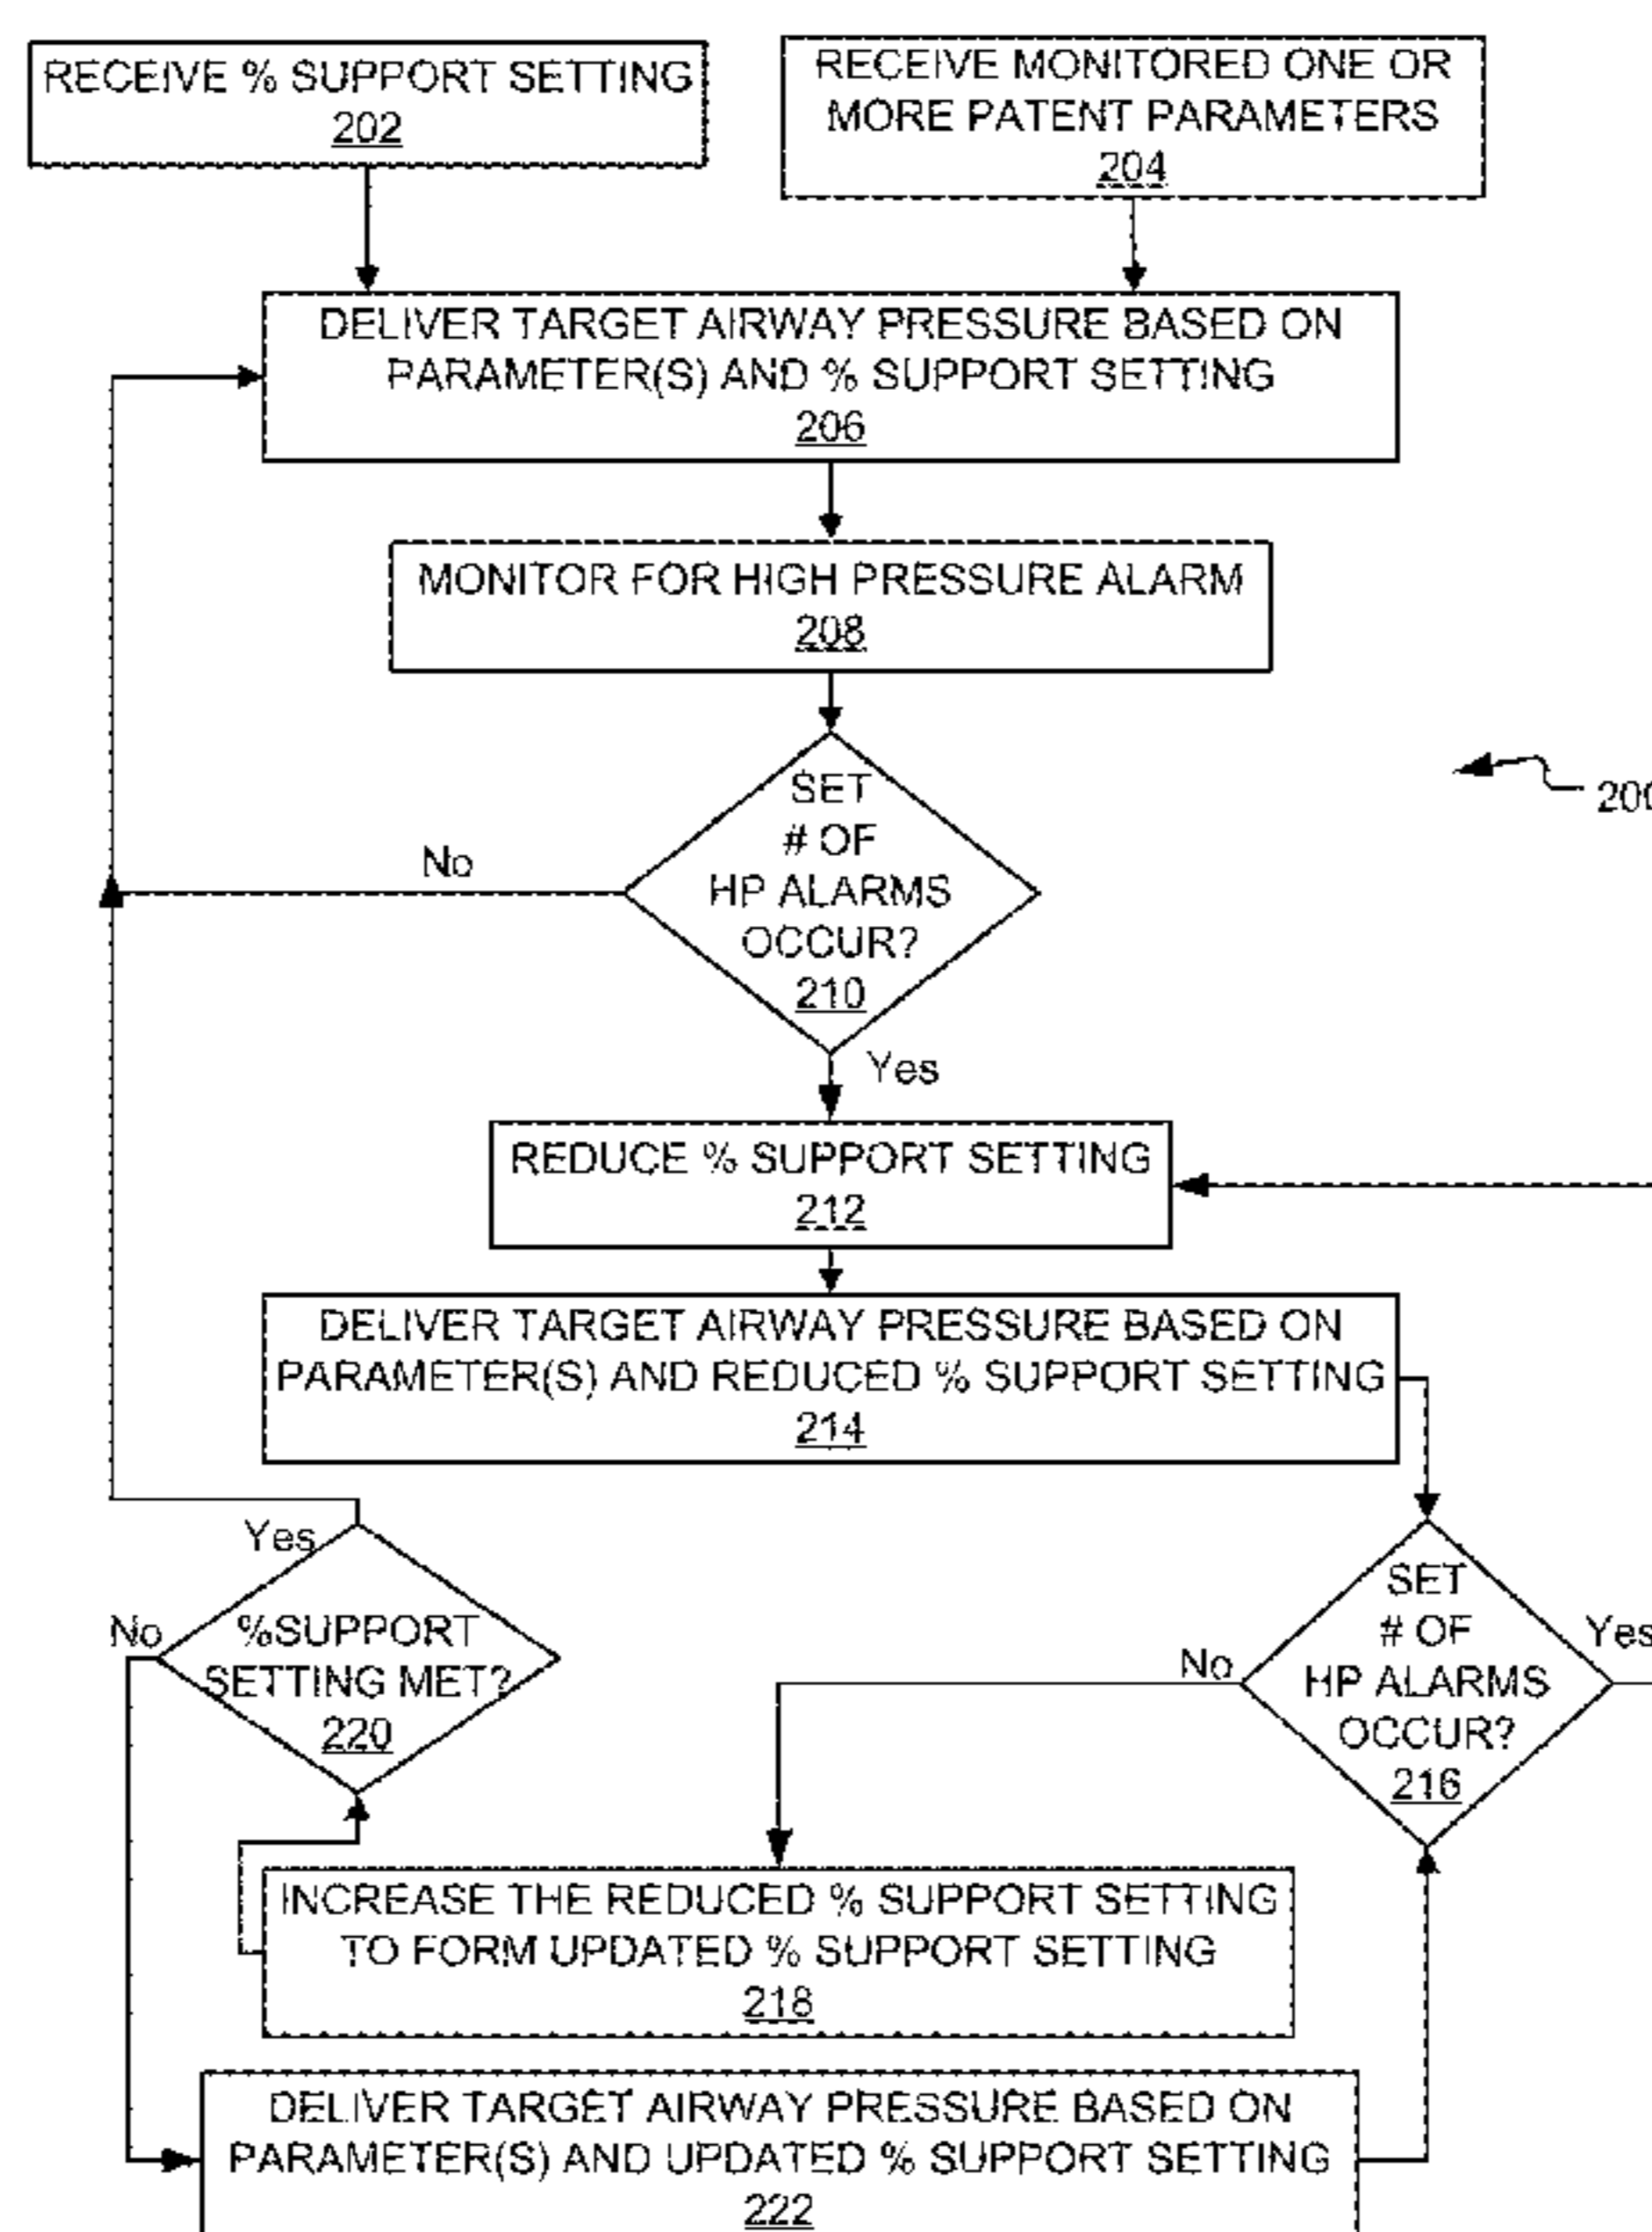 RECEIVE % SUPPORT SETTING
202
RECEIVE MONITORED ONE OR
MORE PATENT PARAMETERS
204
DELIVER TARGET AIRWAY PRESSURE BASED ON
PARAMETER(S) AND % SUPPORT SETTING
206
MONITOR FOR HIGH PRESSURE ALARM
208
SET
# OF
HP ALARMS
OCCUR?
210
200
No
Yes
REDUCE % SUPPORT SETTING
212
DELIVER TARGET AIRWAY PRESSURE BASED ON
PARAMETER(S) AND REDUCED % SUPPORT SETTING
214
Yes
No
%SUPPORT
SETTING MET?
220
SET
# OF
HP ALARMS
OCCUR?
216
No
Yes
INCREASE THE REDUCED % SUPPORT SETTING
TO FORM UPDATED % SUPPORT SETTING
218
DELIVER TARGET AIRWAY PRESSURE BASED ON
PARAMETER(S) AND UPDATED % SUPPORT SETTING
222